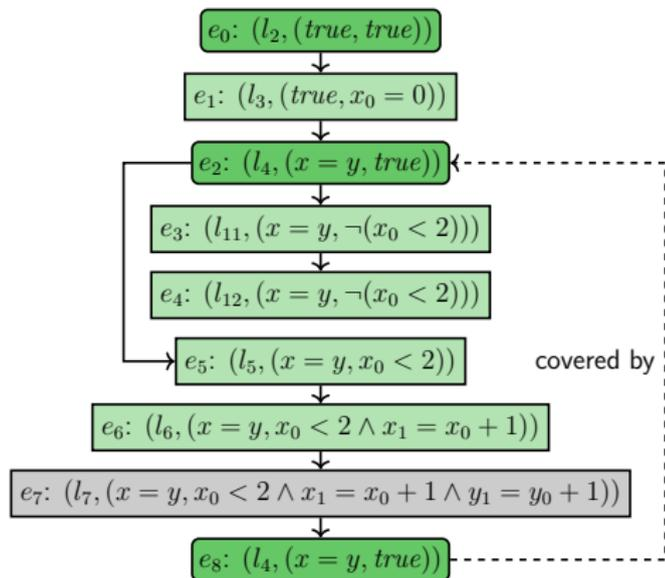 e₀: (l₂, (true, true))
e₁: (l₃, (true, x₀ = 0))
e₂: (l₄, (x = y, true))
e₃: (l₁₁, (x = y, ¬(x₀ < 2)))
e₄: (l₁₂, (x = y, ¬(x₀ < 2)))
e₅: (l₅, (x = y, x₀ < 2))
covered by
e₆: (l₆, (x = y, x₀ < 2 ∧ x₁ = x₀ + 1))
e₇: (l₇, (x = y, x₀ < 2 ∧ x₁ = x₀ + 1 ∧ y₁ = y₀ + 1))
e₈: (l₄, (x = y, true))